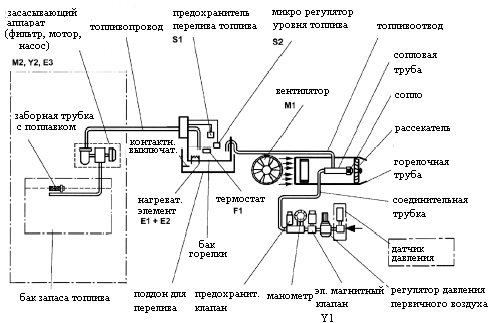 засасывающий
аппарат
(фильтр, мотор,
насос)
M2, Y2, E3
топливопровод
предохранитель
перелива топлива
S1
микро регулятор
уровня топлива
S2
топливоотвод
сопловая
труба
сопло
рассекатель
вентилятор
M1
заборная трубка
с поплавком
контактн.
выключат.
горелочная
труба
нагреват.
элемент
E1 + E2
термостат
F1
соединительная
трубка
бак
горелки
датчик
давления
бак запаса топлива
поддон для
перелива
предохранит.
клапан
манометр
эл. магнитный
клапан
Y1
регулятор давления
первичного воздуха